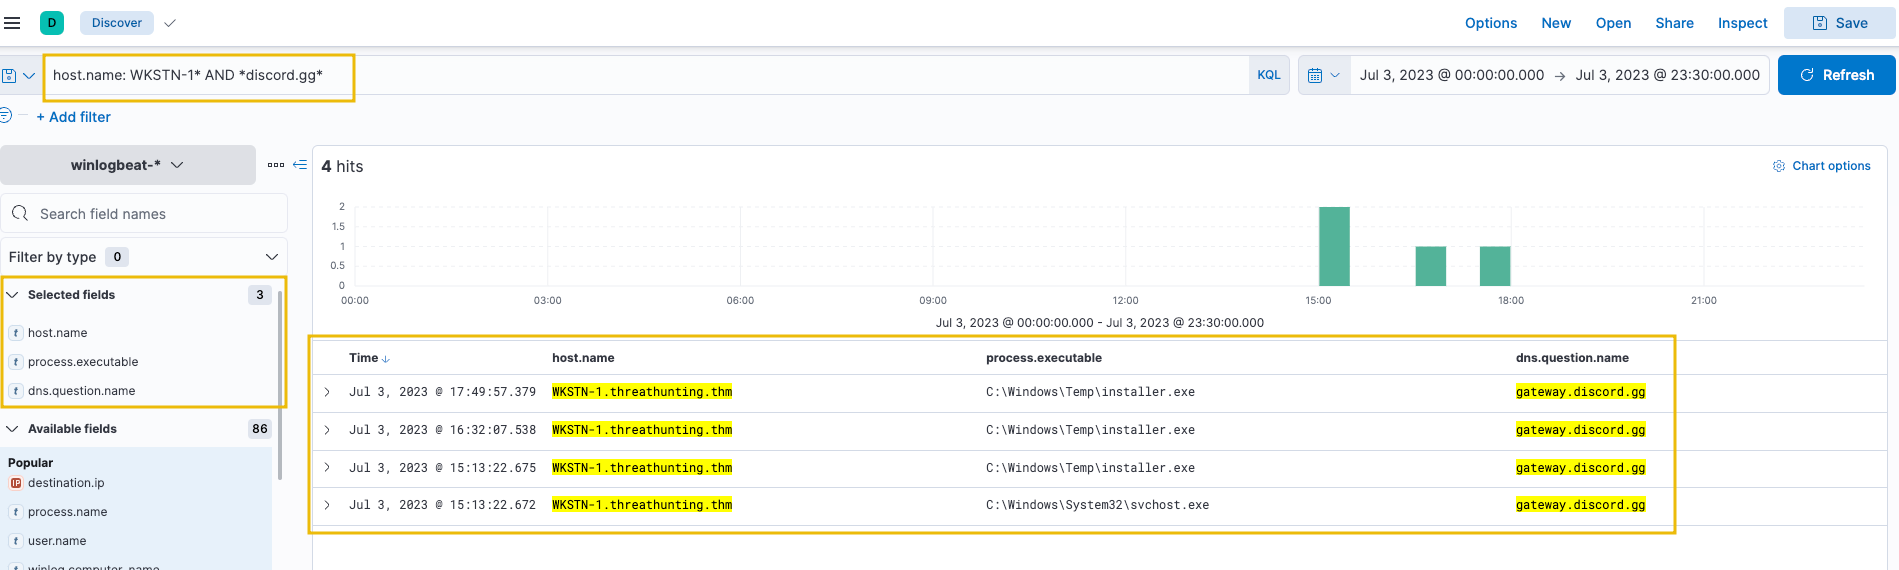 D Discover Options New Open Share Inspect Save
host.name: WKSTN-1* AND *discord.gg* KQL Jul 3, 2023 @ 00:00:00.000 → Jul 3, 2023 @ 23:30:00.000 Refresh
+ Add filter
winlogbeat-*
4 hits
Chart options
Search field names
Filter by type 0
Selected fields 3
host.name
process.executable
dns.question.name
Available fields 86
Popular
destination.ip
process.name
user.name
winlog.computer_name
2
1.5
1
0.5
0
00:00 03:00 06:00 09:00 12:00 15:00 18:00 21:00
Jul 3, 2023 @ 00:00:00.000 - Jul 3, 2023 @ 23:30:00.000
Time ↓ host.name process.executable dns.question.name
Jul 3, 2023 @ 17:49:57.379 WKSTN-1.threathunting.thm C:\Windows\Temp\installer.exe gateway.discord.gg
Jul 3, 2023 @ 16:32:07.538 WKSTN-1.threathunting.thm C:\Windows\Temp\installer.exe gateway.discord.gg
Jul 3, 2023 @ 15:13:22.675 WKSTN-1.threathunting.thm C:\Windows\Temp\installer.exe gateway.discord.gg
Jul 3, 2023 @ 15:13:22.672 WKSTN-1.threathunting.thm C:\Windows\System32\svchost.exe gateway.discord.gg